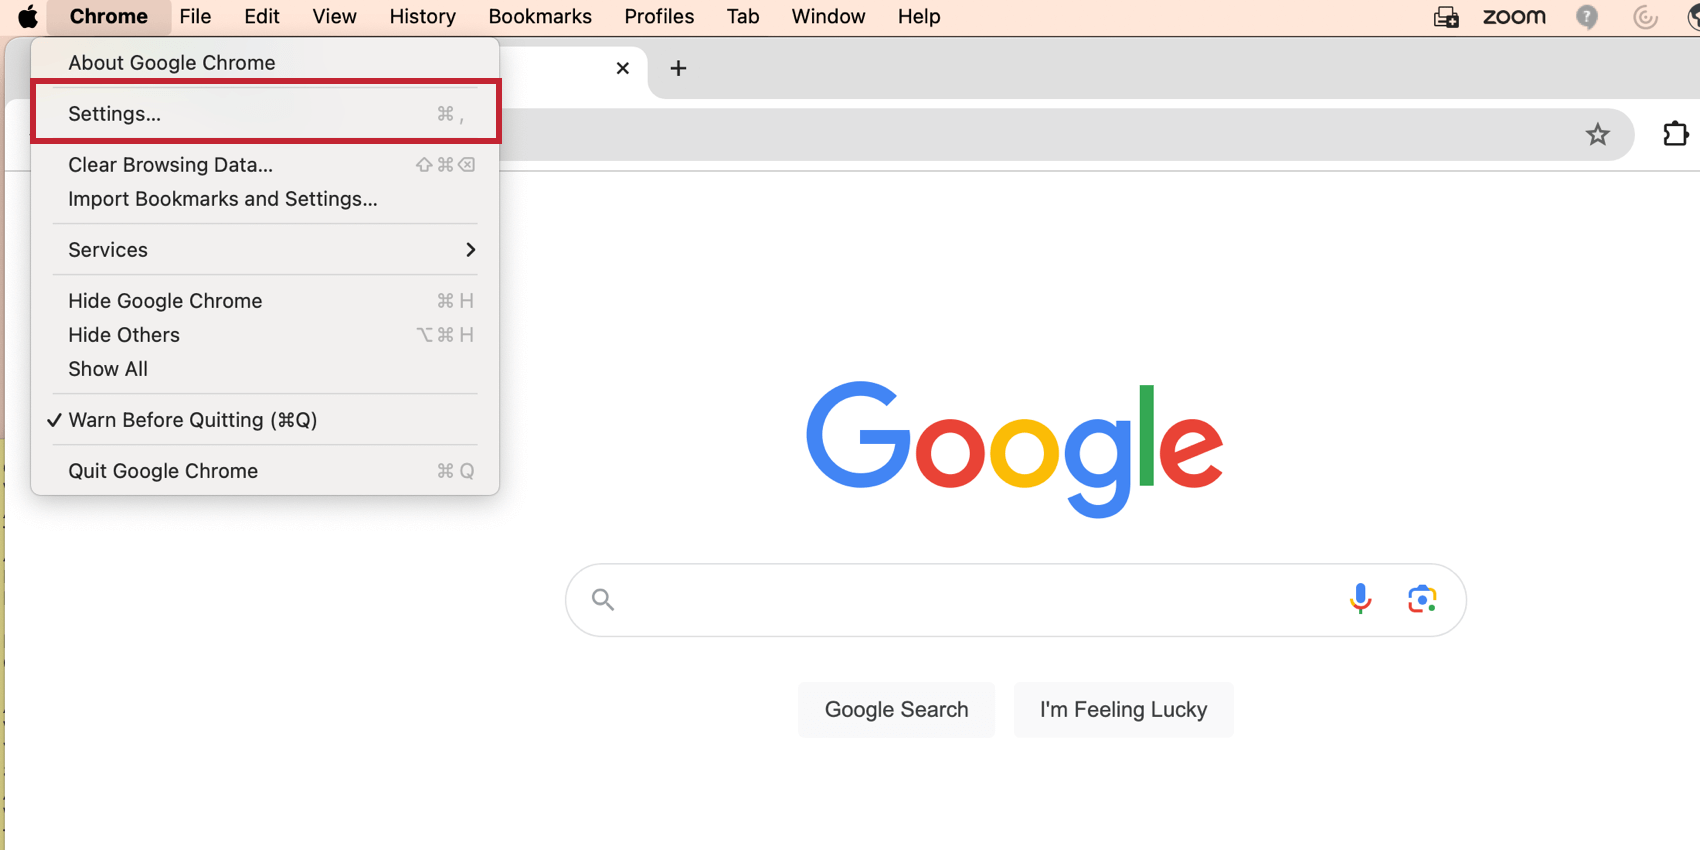 Chrome File Edit View History Bookmarks Profiles Tab Window Help zoom ?
About Google Chrome
Settings... ⌘ ,
Clear Browsing Data... ⇧ ⌘ ⌫
Import Bookmarks and Settings...
Services
Hide Google Chrome ⌘ H
Hide Others ⌥ ⌘ H
Show All
✓ Warn Before Quitting (⌘Q)
Quit Google Chrome ⌘ Q
Google
Google Search I'm Feeling Lucky